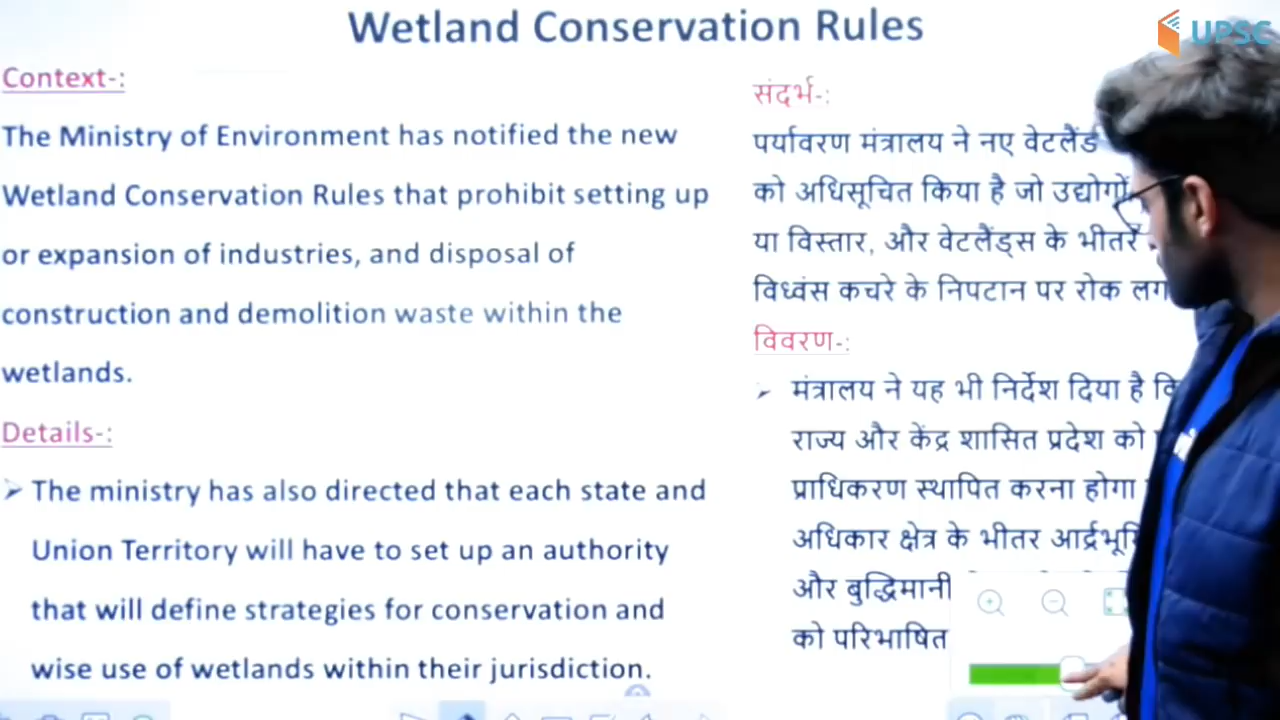 Wetland Conservation Rules
UPSC
Context-:
The Ministry of Environment has notified the new
Wetland Conservation Rules that prohibit setting up
or expansion of industries, and disposal of
construction and demolition waste within the
wetlands.
Details-:
➢ The ministry has also directed that each state and
Union Territory will have to set up an authority
that will define strategies for conservation and
wise use of wetlands within their jurisdiction.
संदर्भ-:
पर्यावरण मंत्रालय ने नए वेटलैंड
को अधिसूचित किया है जो उद्योगों
या विस्तार, और वेटलैंड्स के भीतर
विध्वंस कचरे के निपटान पर रोक
विवरण-:
➢ मंत्रालय ने यह भी निर्देश दिया है
राज्य और केंद्र शासित प्रदेश को
प्राधिकरण स्थापित करना होगा
अधिकार क्षेत्र के भीतर
और बुद्धिमानी
को परिभाषित